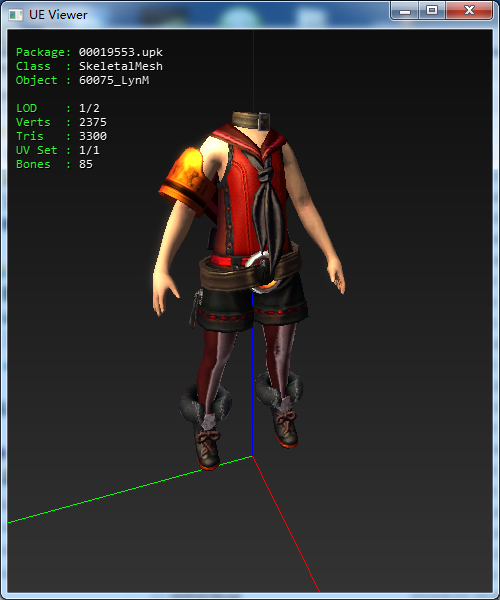 UE Viewer
Package: 00019553.upk
Class : SkeletalMesh
Object : 60075_LynM
LOD : 1/2
Verts : 2375
Tris : 3300
UV Set : 1/1
Bones : 85